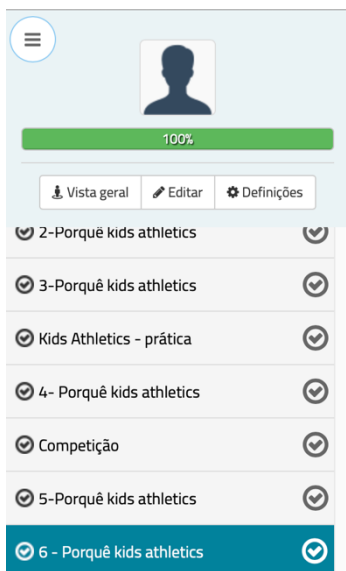 100%
Vista geral Editar Definições
2-Porquê kids athletics
3-Porquê kids athletics
Kids Athletics - prática
4- Porquê kids athletics
Competição
5-Porquê kids athletics
6 - Porquê kids athletics